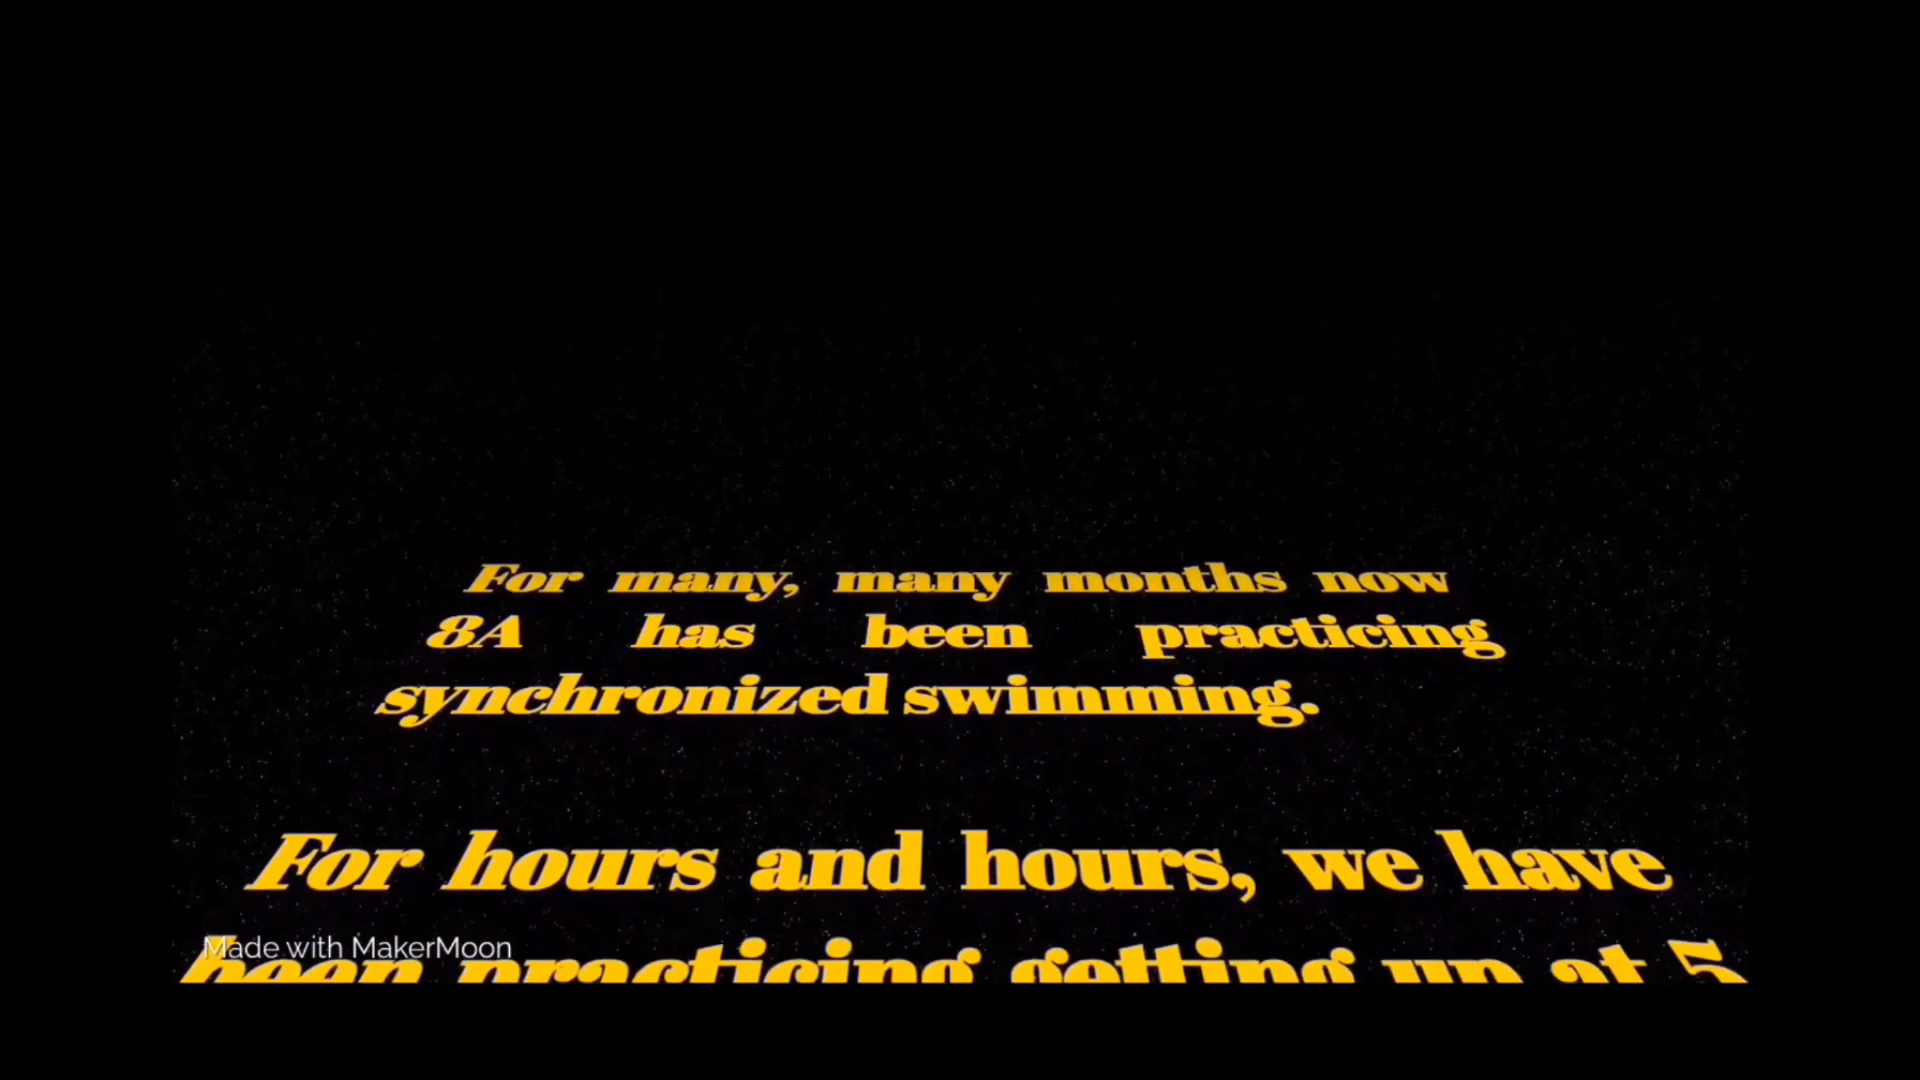 For many, many months now
8A has been practicing
synchronized swimming.
For hours and hours, we have
been practicing getting up at 5
Made with MakerMoon